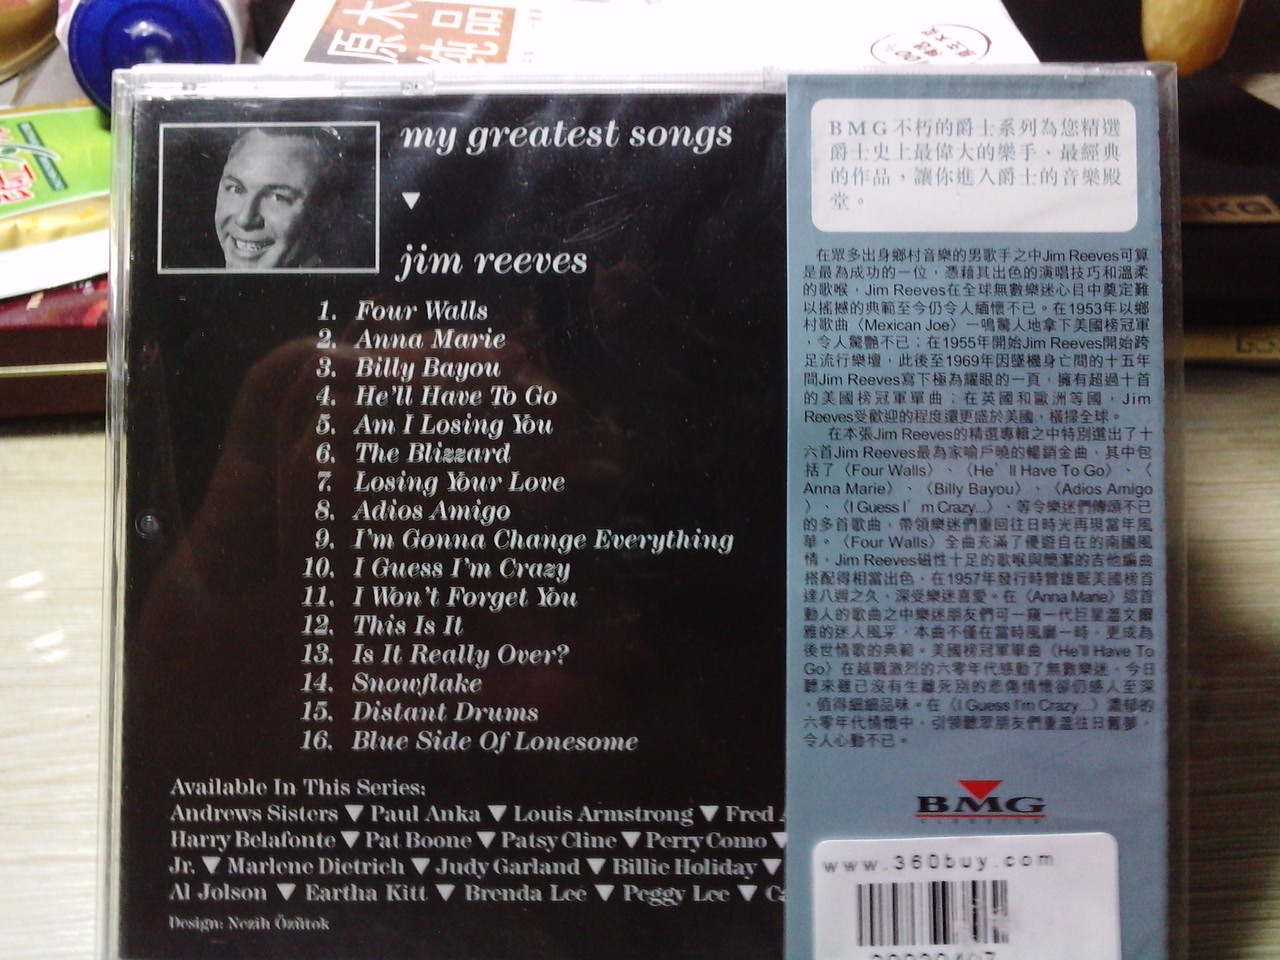 原木
纯品
my greatest songs
jim reeves
1. Four Walls
2. Anna Marie
3. Billy Bayou
4. He'll Have To Go
5. Am I Losing You
6. The Blizzard
7. Losing Your Love
8. Adios Amigo
9. I'm Gonna Change Everything
10. I Guess I'm Crazy
11. I Won't Forget You
12. This Is It
13. Is It Really Over?
14. Snowflake
15. Distant Drums
16. Blue Side Of Lonesome
Available In This Series:
Andrews Sisters ▼ Paul Anka ▼ Louis Armstrong ▼ Fred
Harry Belafonte ▼ Pat Boone ▼ Patsy Cline ▼ Perry Como ▼
Jr. ▼ Marlene Dietrich ▼ Judy Garland ▼ Billie Holiday ▼
Al Jolson ▼ Eartha Kitt ▼ Brenda Lee ▼ Peggy Lee ▼
Design: Nezih Özütok
BMG不朽的爵士系列為您精選
爵士史上最偉大的樂手、最經典
的作品，讓你進入爵士的音樂殿
堂。
在眾多出身鄉村音樂的男歌手之中Jim Reeves可算
是最為成功的一位，憑藉其出色的演唱技巧和溫柔
的歌喉，Jim Reeves在全球無數樂迷心目中奠定難
以搖撼的典範至今仍令人緬懷不已。在1953年以鄉
村歌曲〈Mexican Joe〉一鳴驚人地拿下美國榜冠軍
，令人驚艷不已；在1955年開始Jim Reeves開始跨
足流行樂壇，此後至1969年因墜機身亡間的十五年
間Jim Reeves寫下極為耀眼的一頁，擁有超過十首
的美國榜冠軍單曲；在英國和歐洲等國，Jim
Reeves受歡迎的程度還更盛於美國，橫掃全球。
在本張Jim Reeves的精選專輯之中特別選出了十
六首Jim Reeves最為家喻戶曉的暢銷金曲，其中包
括了〈Four Walls〉、〈He'll Have To Go〉、〈
Anna Marie〉、〈Billy Bayou〉、〈Adios Amigo
〉、〈I Guess I'm Crazy...〉、等令樂迷們傳頌不已
的多首歌曲，帶領樂迷們重回往日時光再現當年風
華。〈Four Walls〉全曲充滿了優遊自在的南國風
情，Jim Reeves磁性十足的歌喉與簡潔的吉他編曲
搭配得相當出色，在1957年發行時曾雄踞美國榜首
達八週之久，深受樂迷喜愛。在〈Anna Marie〉這首
動人的歌曲之中樂迷朋友們可一窺一代巨星溫文爾
雅的迷人風采，本曲不僅在當時風靡一時，更成為
後世情歌的典範。美國榜冠軍單曲〈He'll Have To
Go〉在越戰激烈的六零年代感動了無數樂迷，今日
聽來雖已沒有生離死別的悲傷情懷卻仍感人至深
，值得細細品味。在〈I Guess I'm Crazy...〉濃郁的
六零年代情懷中，引領聽眾朋友們重溫往日舊夢，
令人心動不已。
BMG
CLASSICS
www.360buy.com